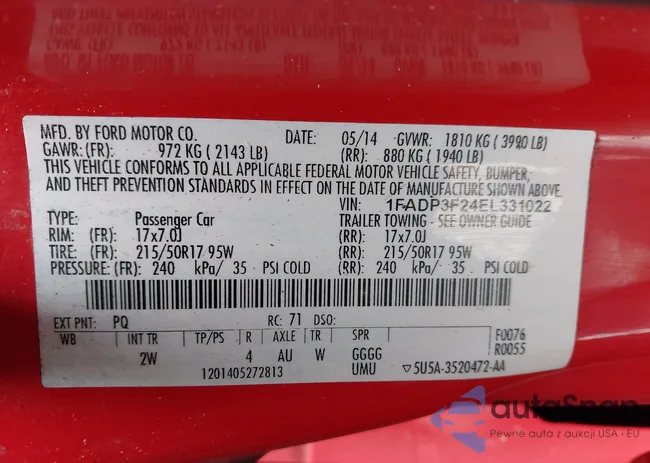 MFD. BY FORD MOTOR CO. DATE: 05/14 GVWR: 1810 KG ( 3990 LB)
GAWR: (FR): 972 KG ( 2143 LB) (RR): 880 KG ( 1940 LB)
THIS VEHICLE CONFORMS TO ALL APPLICABLE FEDERAL MOTOR VEHICLE SAFETY, BUMPER,
AND THEFT PREVENTION STANDARDS IN EFFECT ON THE DATE OF MANUFACTURE SHOWN ABOVE.
VIN: 1FADP3F24EL331022
TYPE: Passenger Car TRAILER TOWING - SEE OWNER GUIDE
RIM: (FR): 17x7.0J (RR): 17x7.0J
TIRE: (FR): 215/50R17 95W (RR): 215/50R17 95W
PRESSURE: (FR): 240 kPa/ 35 PSI COLD (RR): 240 kPa/ 35 PSI COLD
EXT PNT: PQ RC: 71 DSO: F0076
WB INT TR TP/PS R AXLE TR SPR R0055
2W 4 AU W GGGG
1201405272813 UMU ▽5U5A-3520472-AA
autafnan
Pewne auta z aukcji USA i EU